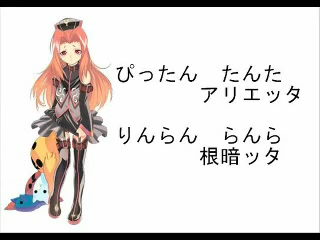 ぴったん　たんた
アリエッタ
りんらん　らんら
根暗ッタ